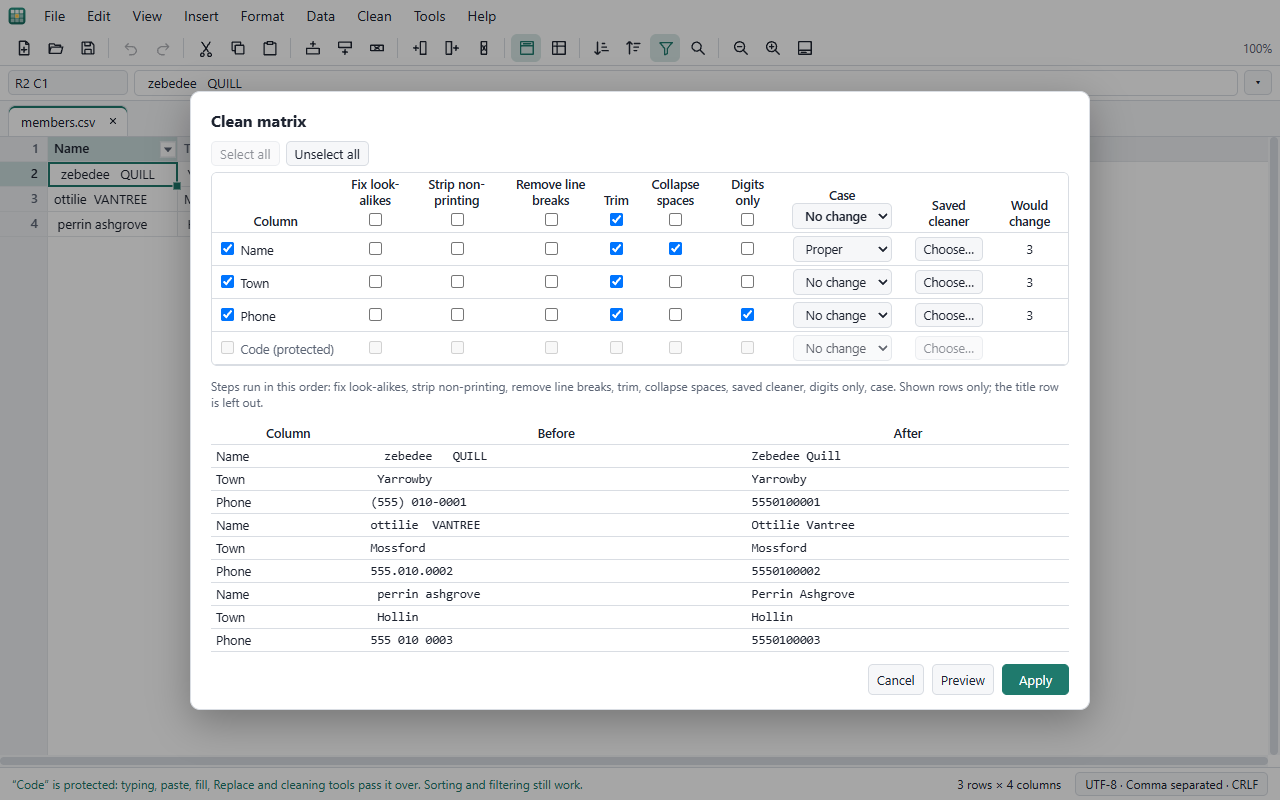 File Edit View Insert Format Data Clean Tools Help
100%
R2 C1 zebedee   QUILL
members.csv ×
1 Name T
2 zebedee   QUILL
3 ottilie  VANTREE M
4 perrin ashgrove
Clean matrix
Select all Unselect all
Column Fix look-alikes Strip non-printing Remove line breaks Trim Collapse spaces Digits only Case Saved cleaner Would change
No change
Name Proper Choose... 3
Town No change Choose... 3
Phone No change Choose... 3
Code (protected) No change Choose...
Steps run in this order: fix look-alikes, strip non-printing, remove line breaks, trim, collapse spaces, saved cleaner, digits only, case. Shown rows only; the title row
is left out.
Column Before After
Name zebedee   QUILL Zebedee Quill
Town Yarrowby Yarrowby
Phone (555) 010-0001 5550100001
Name ottilie  VANTREE Ottilie Vantree
Town Mossford Mossford
Phone 555.010.0002 5550100002
Name perrin ashgrove Perrin Ashgrove
Town Hollin Hollin
Phone 555 010 0003 5550100003
Cancel Preview Apply
"Code" is protected: typing, paste, fill, Replace and cleaning tools pass it over. Sorting and filtering still work.
3 rows × 4 columns UTF-8 · Comma separated · CRLF